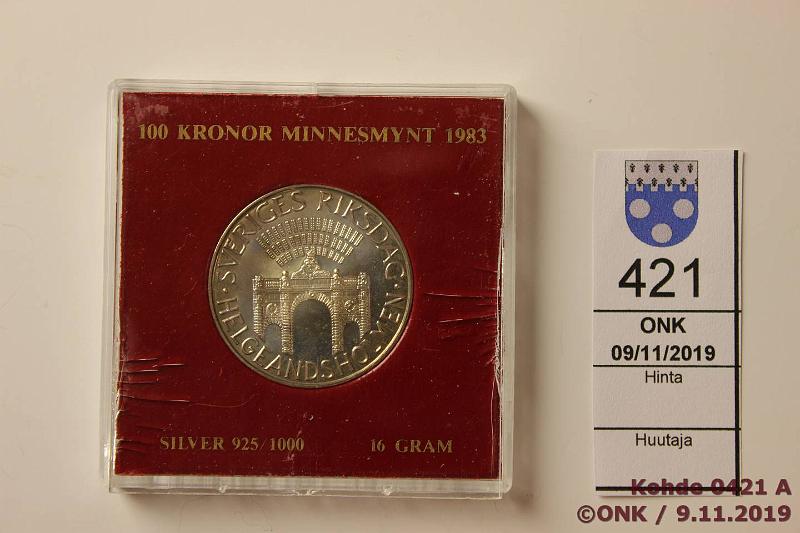 100 KRONOR MINNESMYNT 1983
·SVERIGES RIKSDAG·
HELGEANDSHOLMEN
SILVER 925/1000 16 GRAM
421
ONK
09/11/2019
Hinta
Huutaja
Kohde 0421 A
©ONK / 9.11.2019